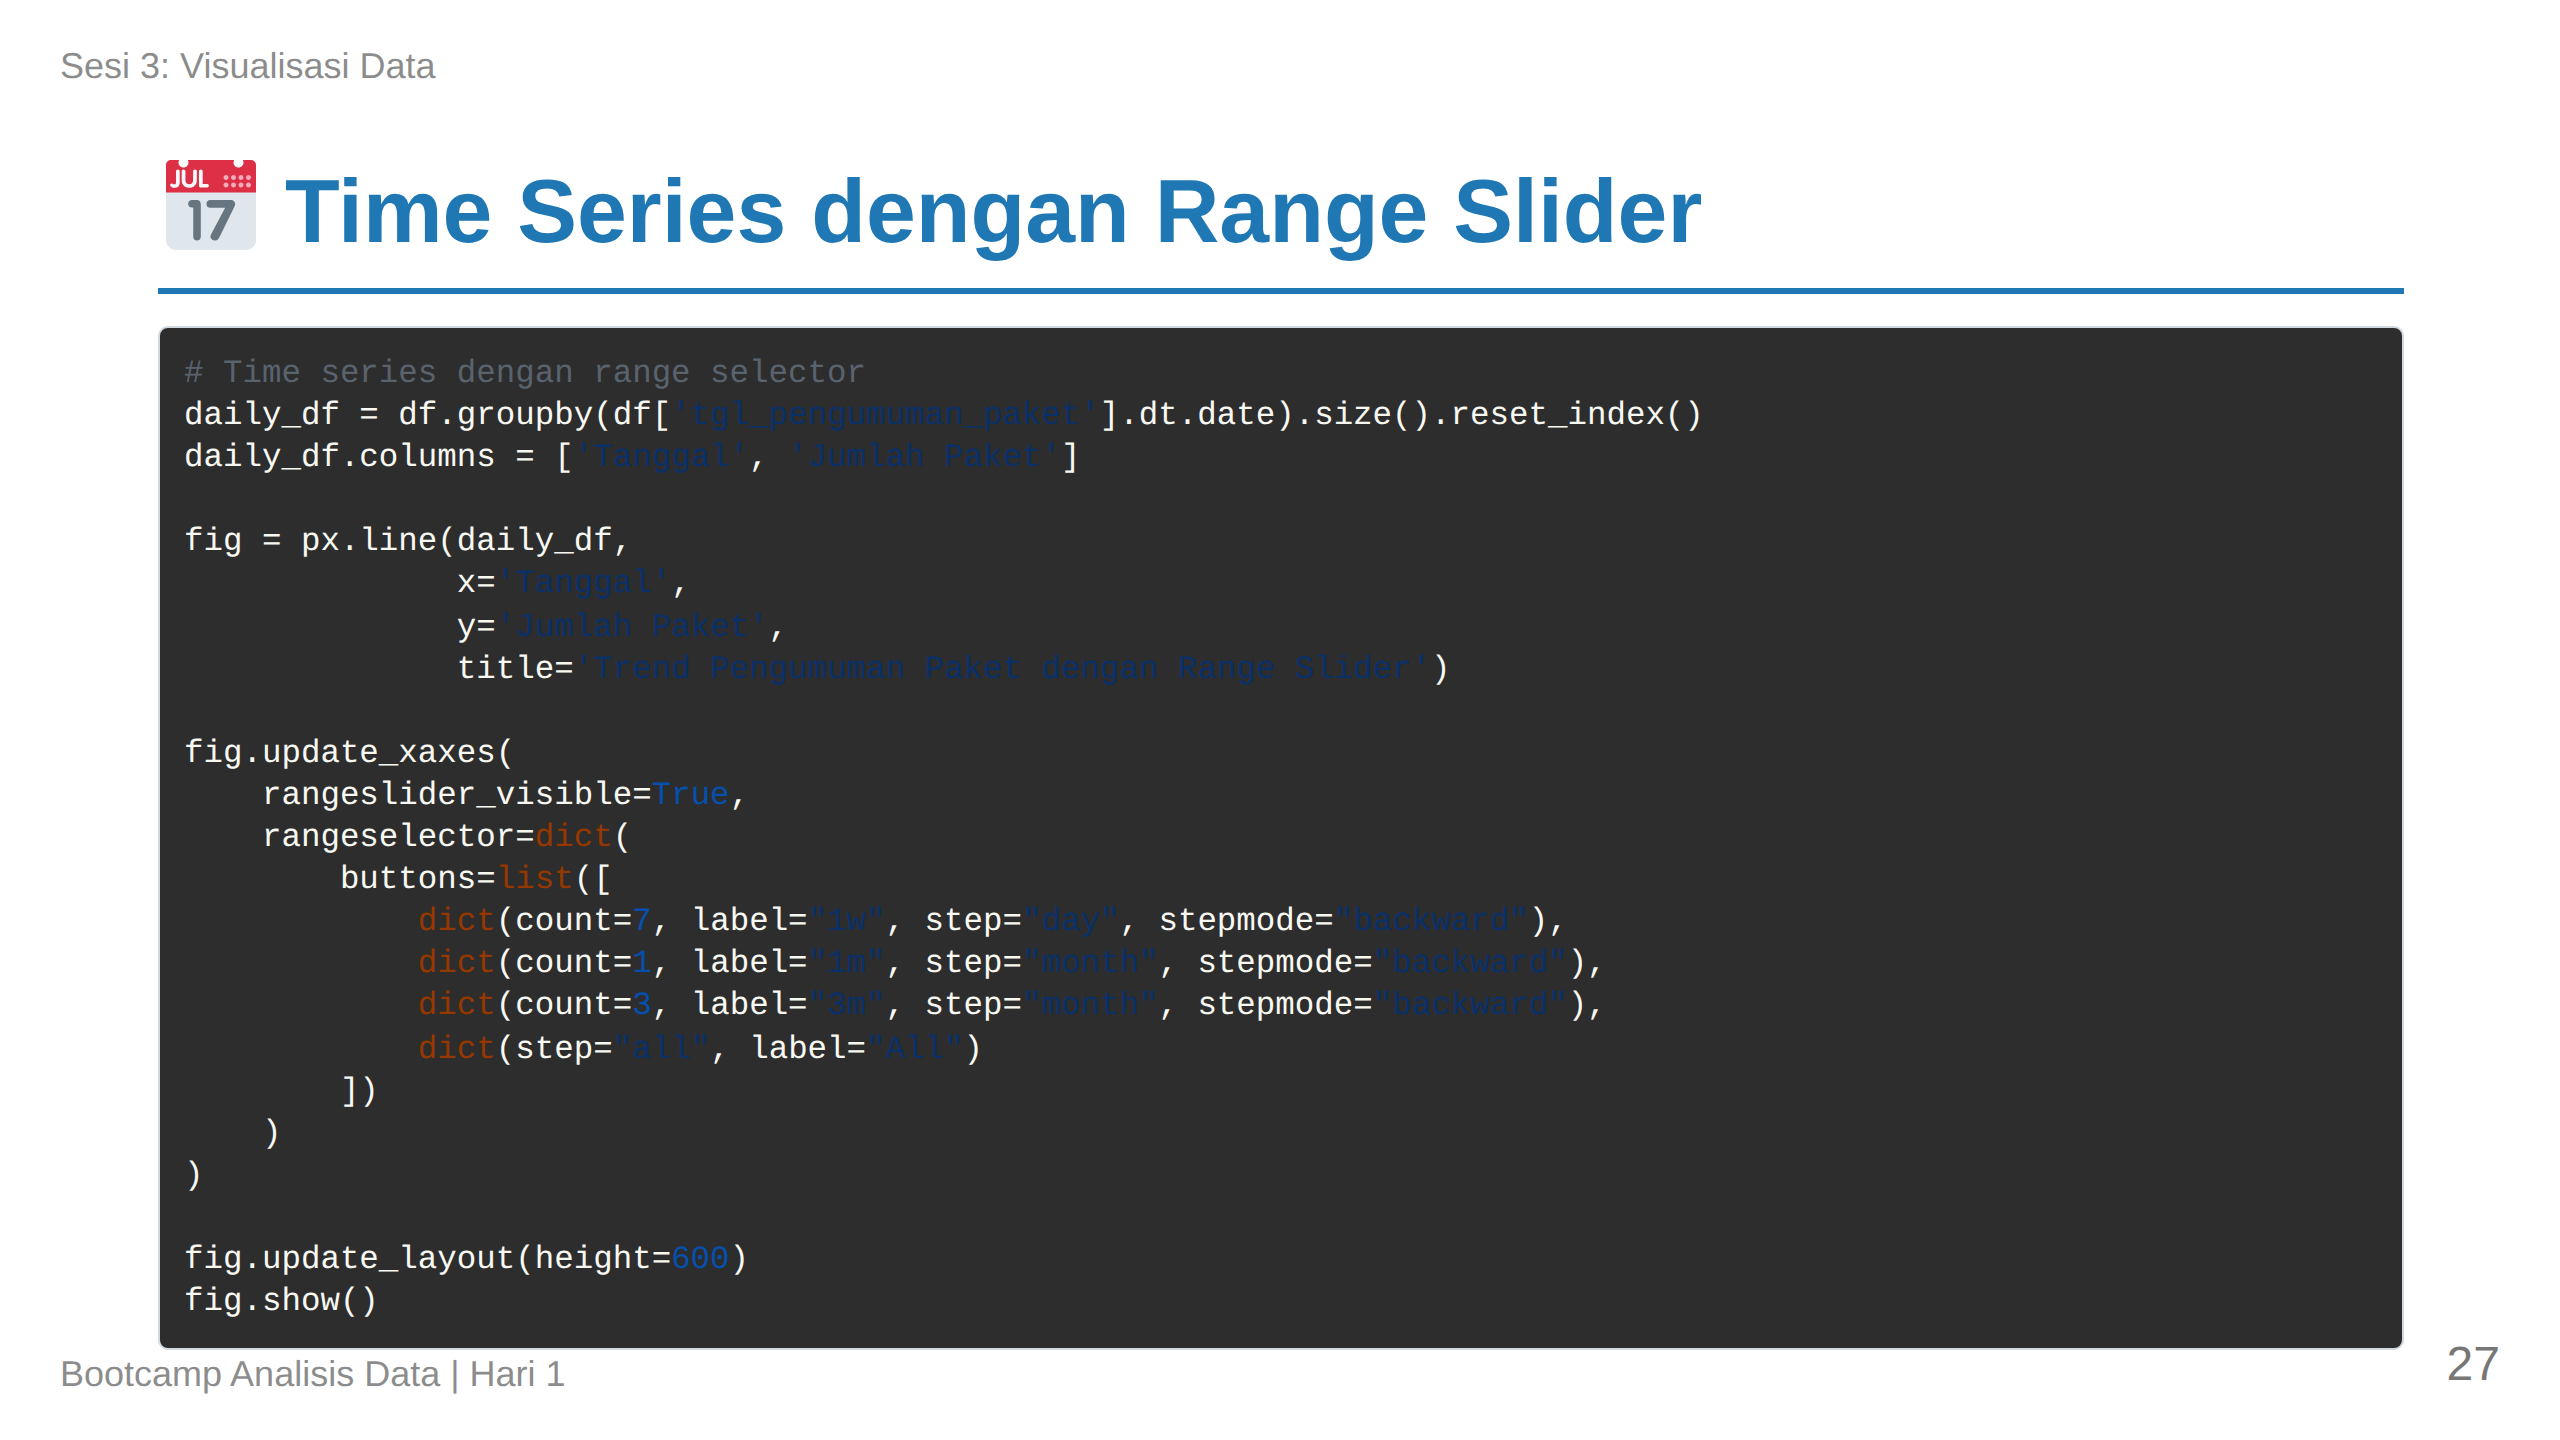 Sesi 3: Visualisasi Data
JUL
17
Time Series dengan Range Slider
# Time series dengan range selector
daily_df = df.groupby(df['tgl_pengumuman_paket'].dt.date).size().reset_index()
daily_df.columns = ['Tanggal', 'Jumlah Paket']

fig = px.line(daily_df,
              x='Tanggal',
              y='Jumlah Paket',
              title='Trend Pengumuman Paket dengan Range Slider')

fig.update_xaxes(
    rangeslider_visible=True,
    rangeselector=dict(
        buttons=list([
            dict(count=7, label="1w", step="day", stepmode="backward"),
            dict(count=1, label="1m", step="month", stepmode="backward"),
            dict(count=3, label="3m", step="month", stepmode="backward"),
            dict(step="all", label="All")
        ])
    )
)

fig.update_layout(height=600)
fig.show()
Bootcamp Analisis Data | Hari 1
27